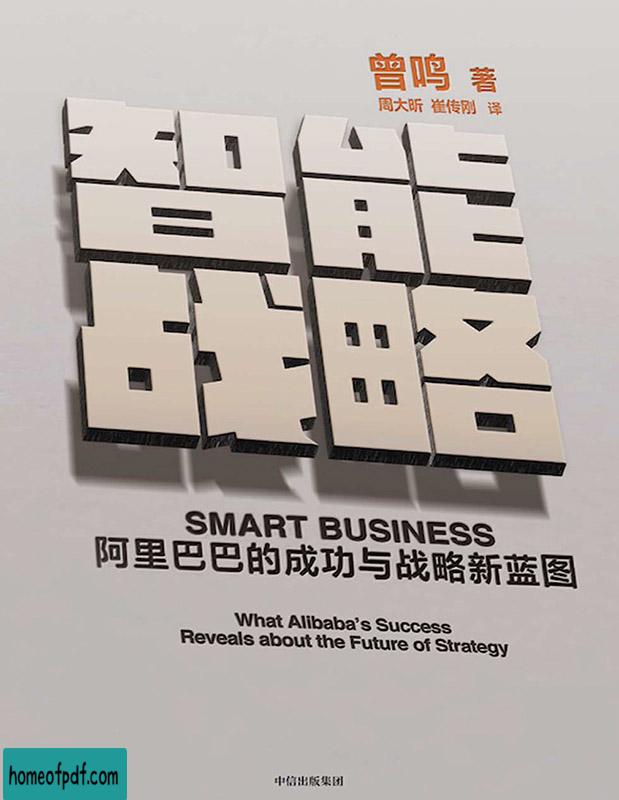 曾鸣 著
周大昕 崔传刚 译
智能
战略
SMART BUSINESS
阿里巴巴的成功与战略新蓝图
What Alibaba's Success
Reveals about the Future of Strategy
中信出版集团
homeofpdf.com